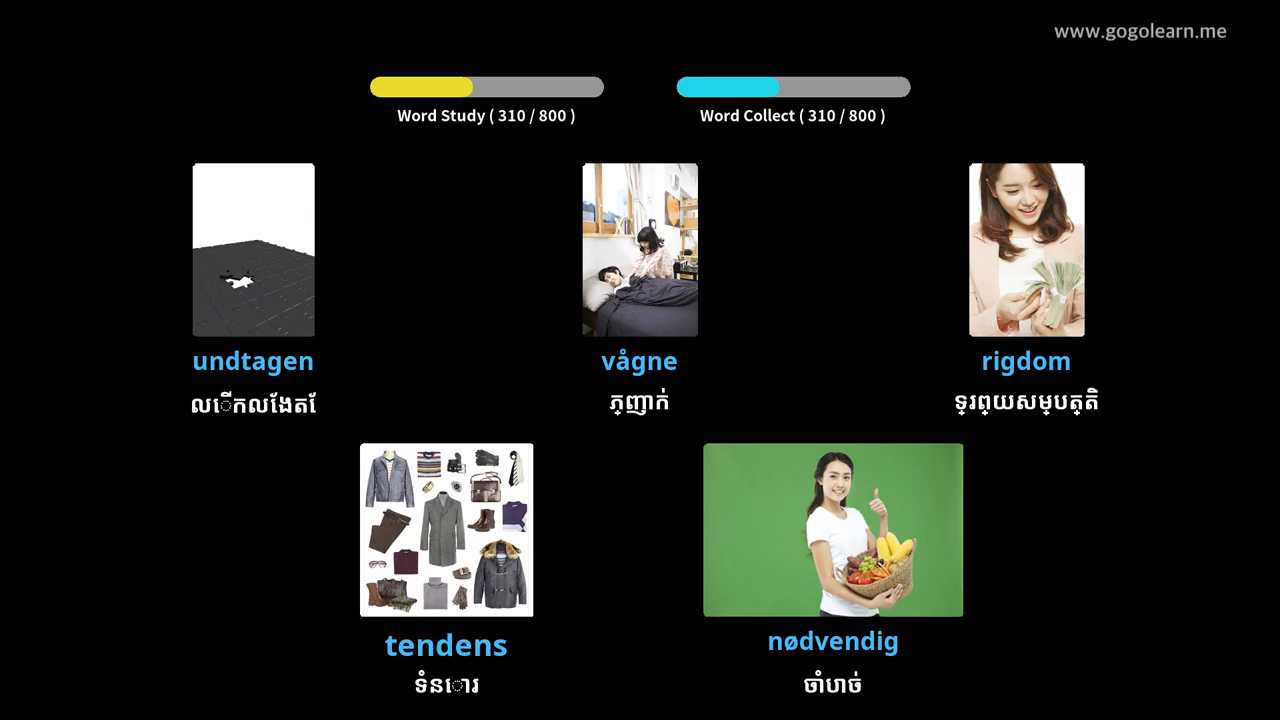 www.gogolearn.me
Word Study ( 310 / 800 )
Word Collect ( 310 / 800 )
undtagen
vågne
rigdom
លើកលែងតែ
ភ្ញាក់
ទ្រព្យសម្បត្តិ
tendens
nødvendig
ទំនោរ
ចាំបាច់